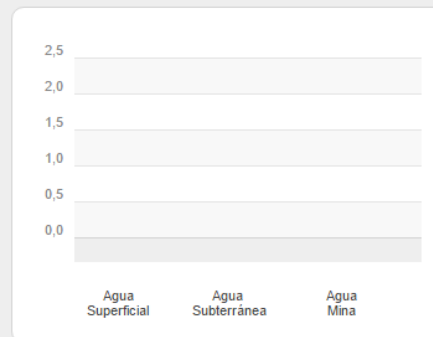 2,5
2,0
1,5
1,0
0,5
0,0
Agua
Superficial
Agua
Subterránea
Agua
Mina